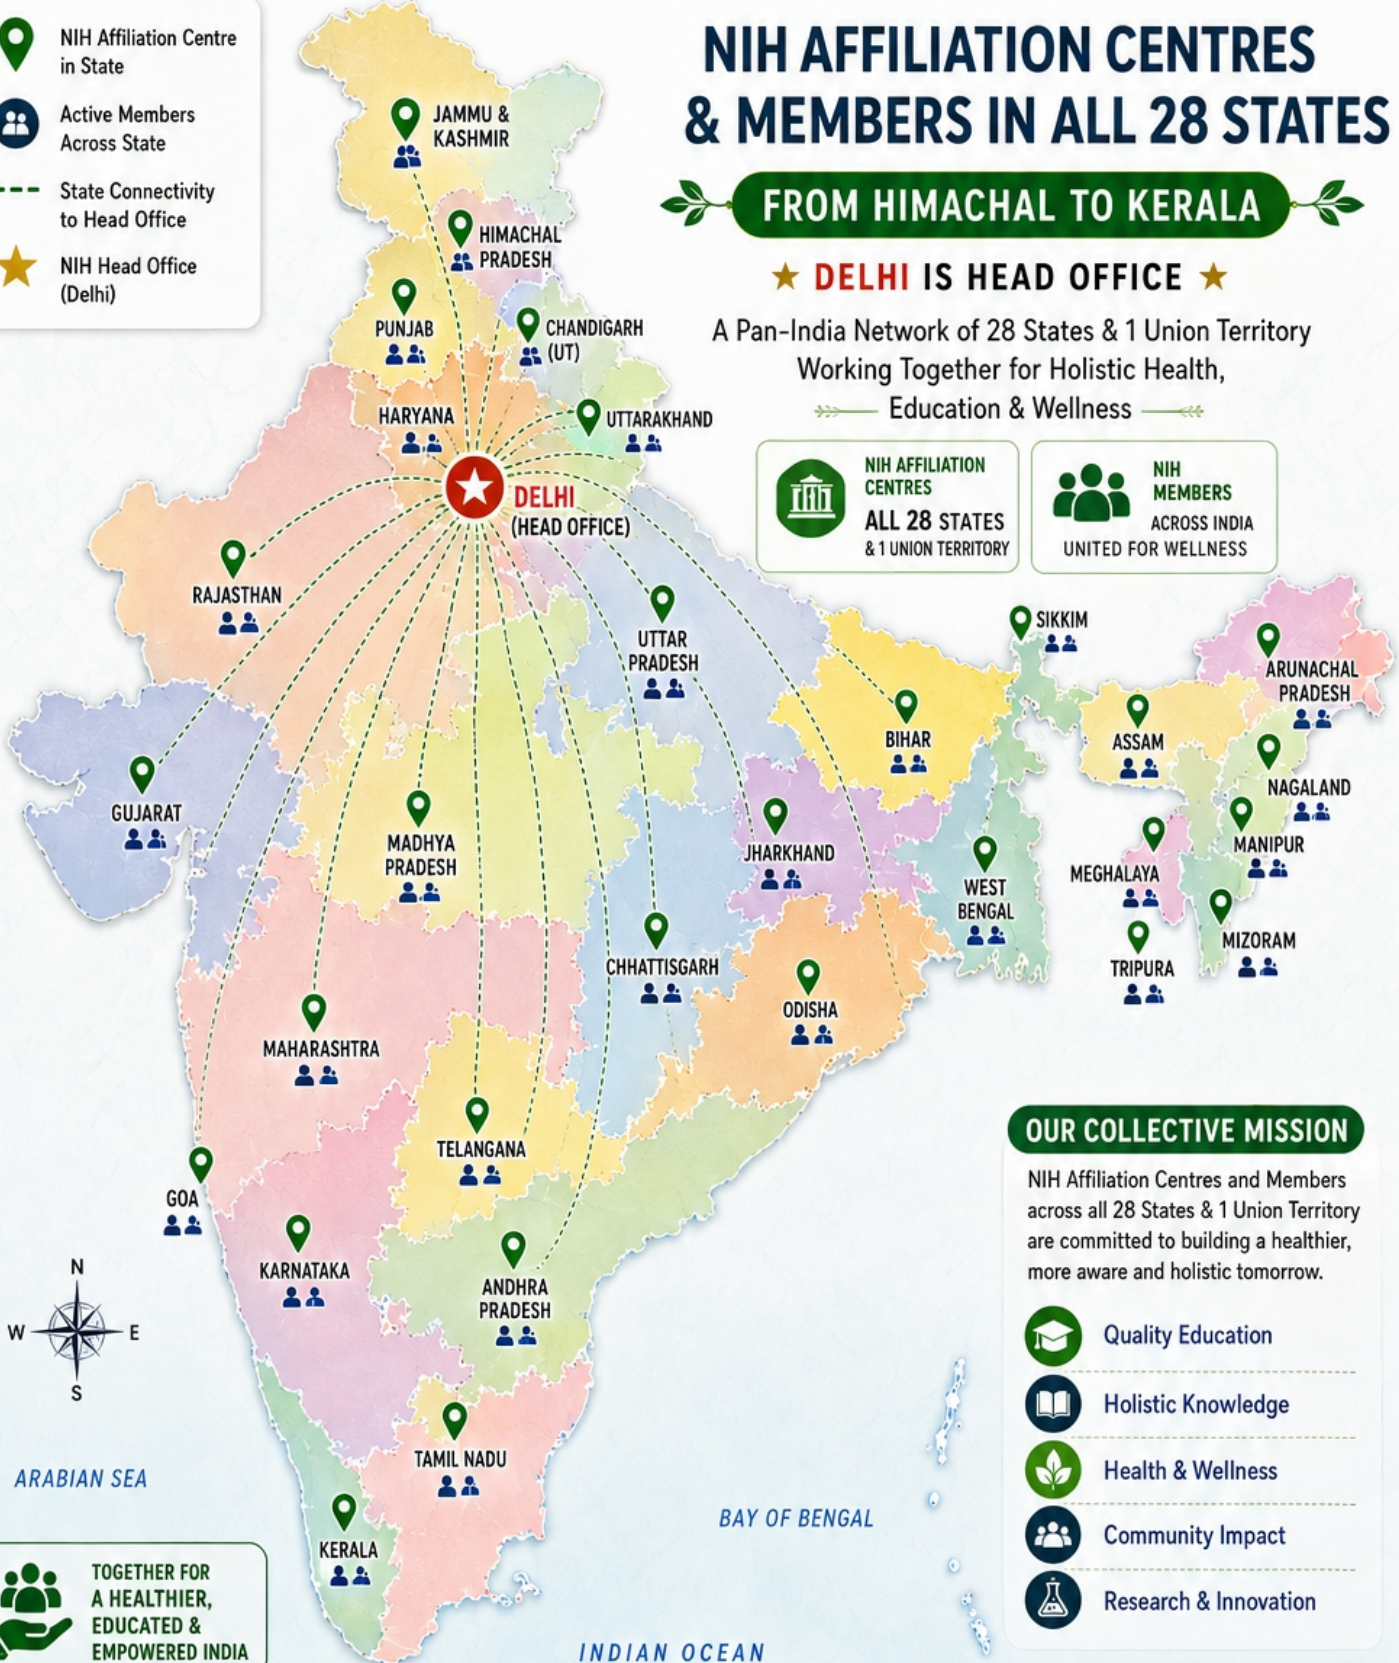 NIH Affiliation Centre
in State
Active Members
Across State
State Connectivity
to Head Office
NIH Head Office
(Delhi)
NIH AFFILIATION CENTRES
& MEMBERS IN ALL 28 STATES
FROM HIMACHAL TO KERALA
DELHI IS HEAD OFFICE
A Pan-India Network of 28 States & 1 Union Territory
Working Together for Holistic Health,
Education & Wellness
NIH AFFILIATION
CENTRES
ALL 28 STATES
& 1 UNION TERRITORY
NIH
MEMBERS
ACROSS INDIA
UNITED FOR WELLNESS
JAMMU &
KASHMIR
HIMACHAL
PRADESH
PUNJAB
CHANDIGARH
(UT)
HARYANA
UTTARAKHAND
DELHI
(HEAD OFFICE)
RAJASTHAN
UTTAR
PRADESH
SIKKIM
ARUNACHAL
PRADESH
BIHAR
ASSAM
NAGALAND
GUJARAT
MADHYA
PRADESH
JHARKHAND
MANIPUR
MEGHALAYA
WEST
BENGAL
MIZORAM
TRIPURA
CHHATTISGARH
ODISHA
MAHARASHTRA
TELANGANA
GOA
KARNATAKA
ANDHRA
PRADESH
TAMIL NADU
KERALA
N
W
E
S
ARABIAN SEA
BAY OF BENGAL
INDIAN OCEAN
TOGETHER FOR
A HEALTHIER,
EDUCATED &
EMPOWERED INDIA
OUR COLLECTIVE MISSION
NIH Affiliation Centres and Members
across all 28 States & 1 Union Territory
are committed to building a healthier,
more aware and holistic tomorrow.
Quality Education
Holistic Knowledge
Health & Wellness
Community Impact
Research & Innovation